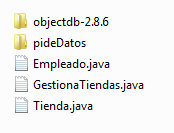 objectdb-2.8.6
pideDatos
Empleado.java
GestionaTiendas.java
Tienda.java